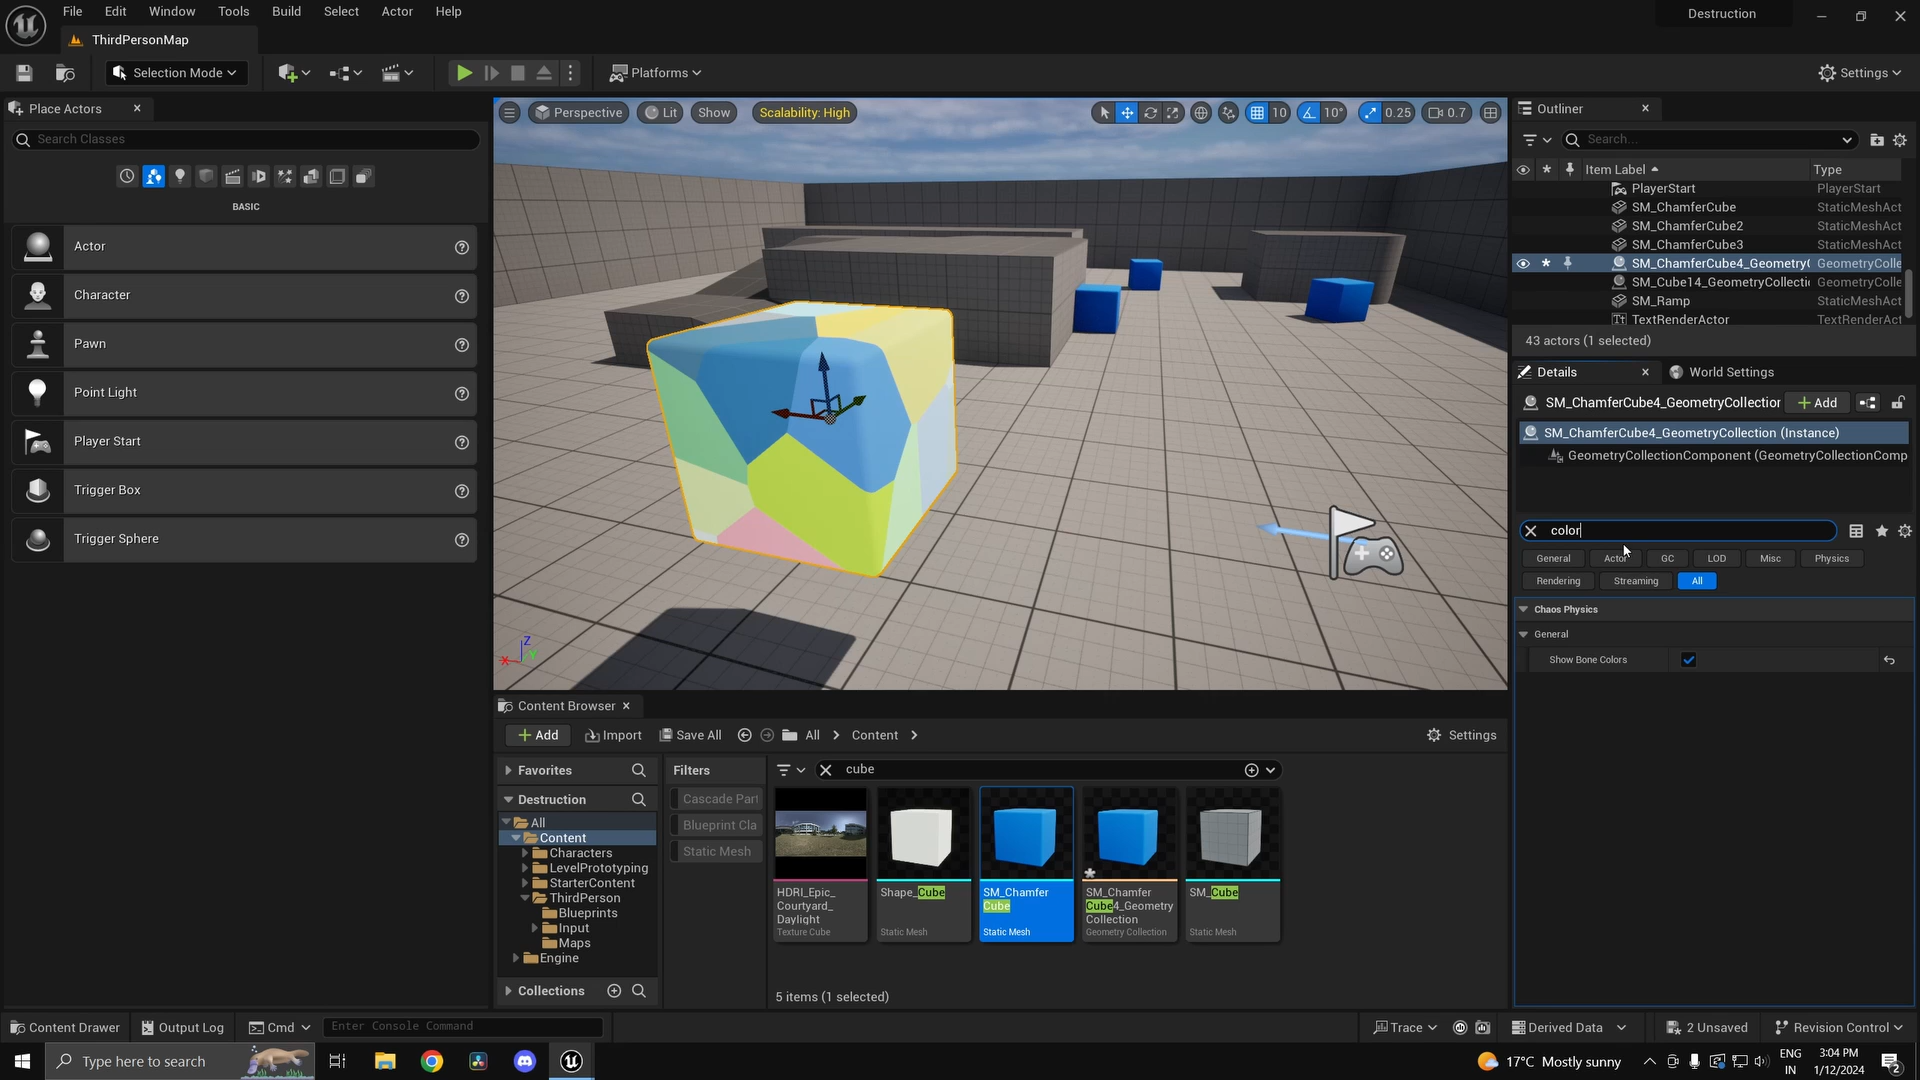 File Edit Window Tools Build Select Actor Help
Destruction
ThirdPersonMap
Selection Mode
Platforms
Settings
Place Actors
Search Classes
BASIC
Actor
Character
Pawn
Point Light
Player Start
Trigger Box
Trigger Sphere
Perspective Lit Show Scalability: High
10 10° 0.25 0.7
Z
X Y
Outliner
Search...
Item Label Type
PlayerStart PlayerStart
SM_ChamferCube StaticMeshAct
SM_ChamferCube2 StaticMeshAct
SM_ChamferCube3 StaticMeshAct
SM_ChamferCube4_Geometry( GeometryColle
SM_Cube14_GeometryCollecti GeometryColle
SM_Ramp StaticMeshAct
TextRenderActor TextRenderAct
43 actors (1 selected)
Details World Settings
SM_ChamferCube4_GeometryCollection Add
SM_ChamferCube4_GeometryCollection (Instance)
GeometryCollectionComponent (GeometryCollectionComp
color
General Actor GC LOD Misc Physics
Rendering Streaming All
Chaos Physics
General
Show Bone Colors
Content Browser
Add Import Save All All Content Settings
Favorites
Destruction
All
Content
Characters
LevelPrototyping
StarterContent
ThirdPerson
Blueprints
Input
Maps
Engine
Collections
Filters
Cascade Part
Blueprint Cla
Static Mesh
cube
HDRI_Epic_
Courtyard_
Daylight
Texture Cube
Shape_Cube
Static Mesh
SM_Chamfer
Cube
Static Mesh
SM_Chamfer
Cube4_Geometry
Collection
Geometry Collection
SM_Cube
Static Mesh
5 items (1 selected)
Content Drawer Output Log Cmd Enter Console Command
Trace Derived Data 2 Unsaved Revision Control
Type here to search
17°C Mostly sunny
ENG
IN
3:04 PM
1/12/2024
2